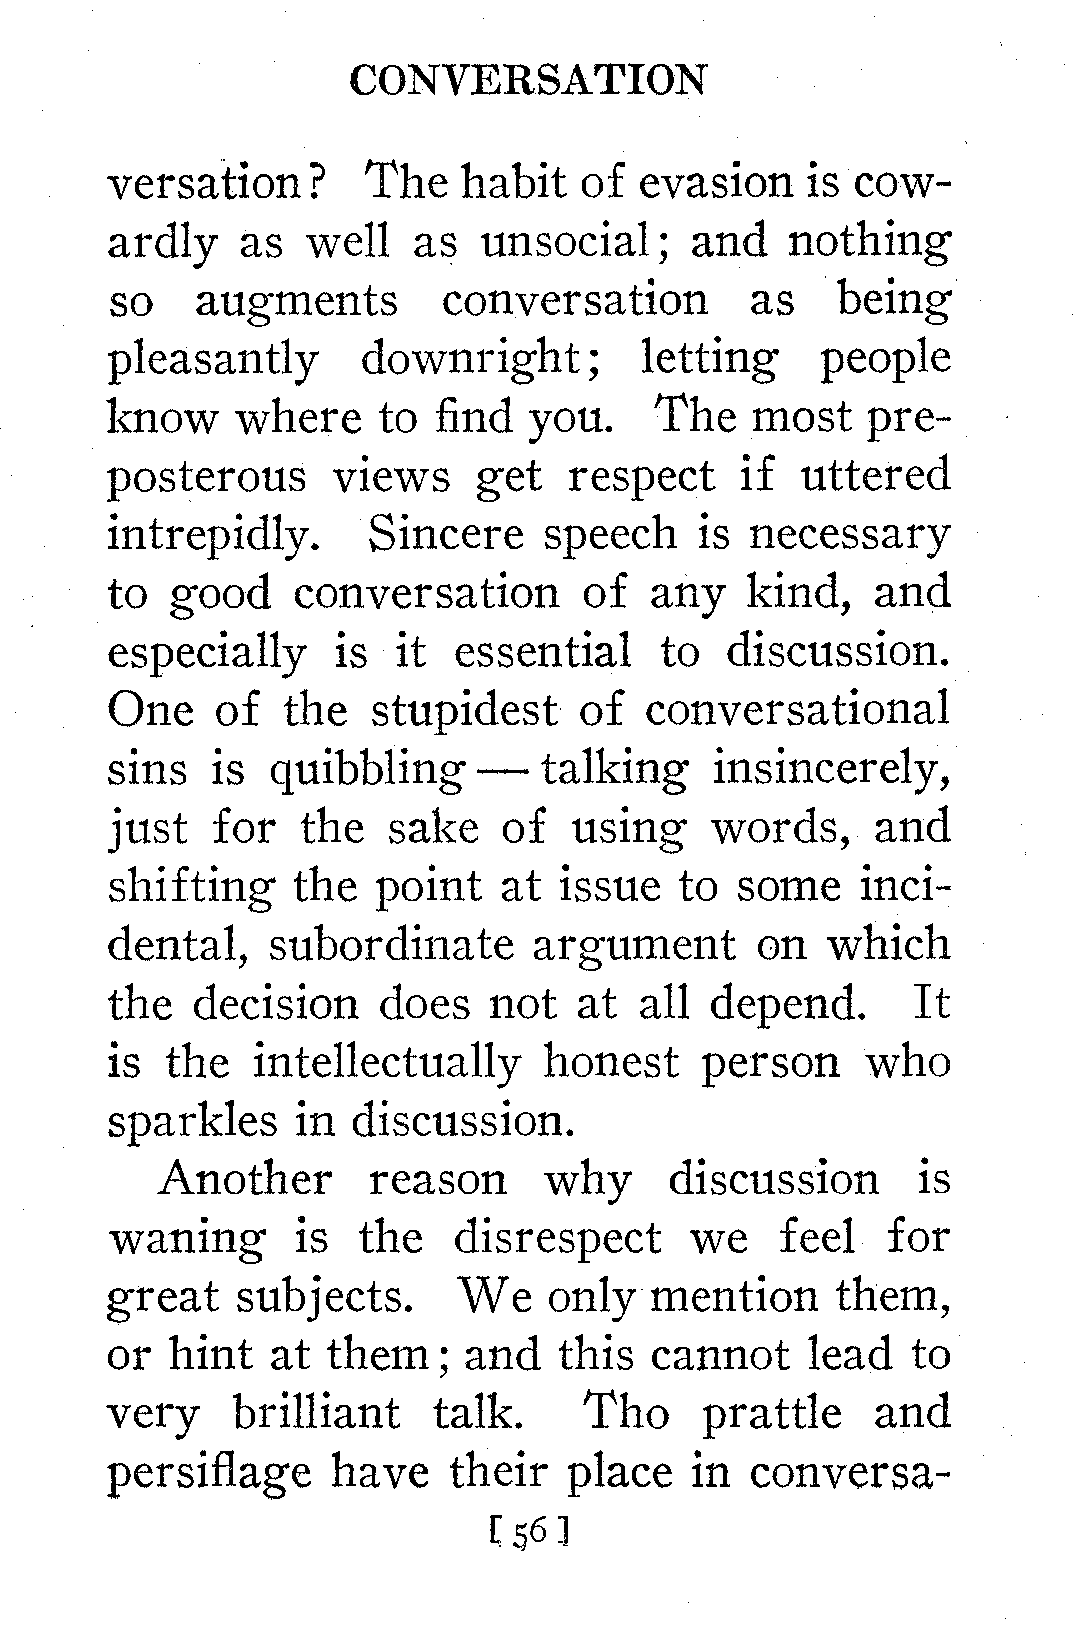 CONVERSATION
versation? The habit of evasion is cow-
ardly as well as unsocial; and nothing
so augments conversation as being
pleasantly downright; letting people
know where to find you. The most pre-
posterous views get respect if uttered
intrepidly. Sincere speech is necessary
to good conversation of any kind, and
especially is it essential to discussion.
One of the stupidest of conversational
sins is quibbling — talking insincerely,
just for the sake of using words, and
shifting the point at issue to some inci-
dental, subordinate argument on which
the decision does not at all depend. It
is the intellectually honest person who
sparkles in discussion.
Another reason why discussion is
waning is the disrespect we feel for
great subjects. We only mention them,
or hint at them; and this cannot lead to
very brilliant talk. Tho prattle and
persiflage have their place in conversa-
[56]